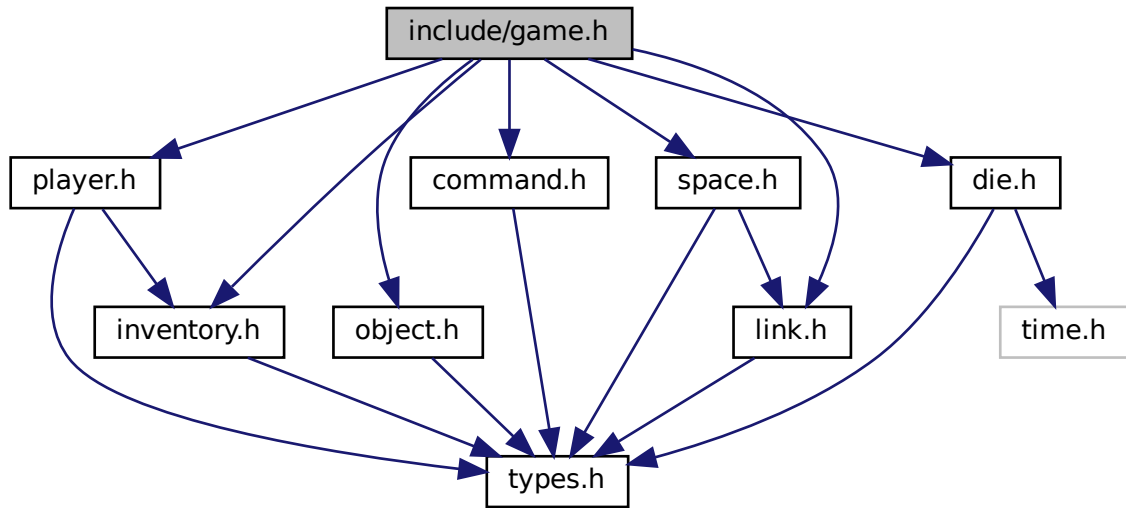 include/game.h
player.h
command.h
space.h
die.h
inventory.h
object.h
link.h
time.h
types.h